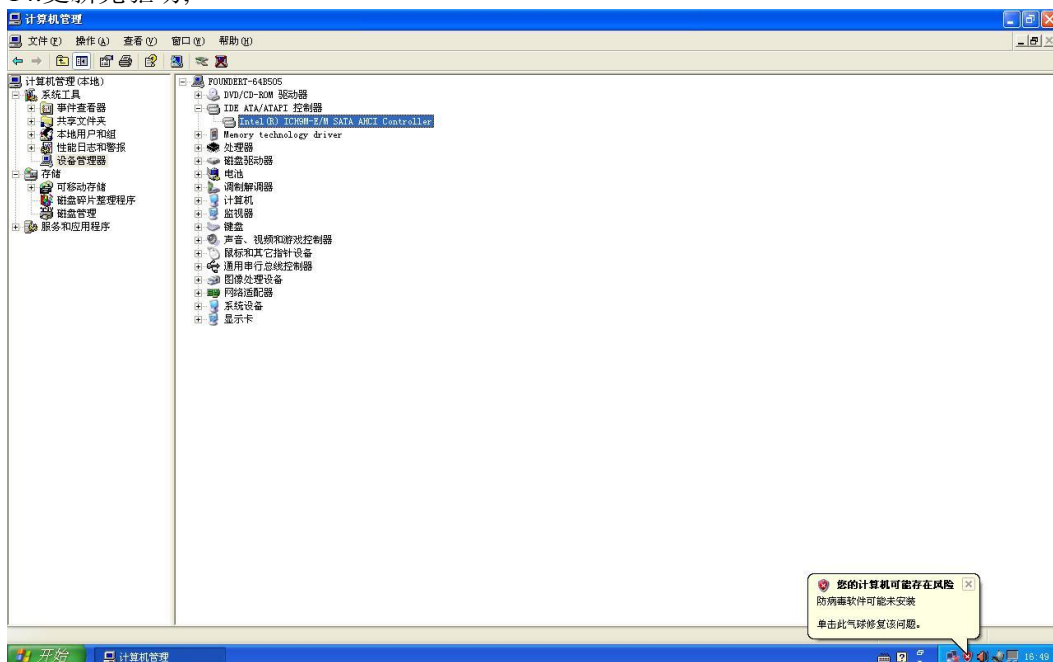 计算机管理
文件(F) 操作(A) 查看(V) 窗口(W) 帮助(H)
计算机管理(本地)
系统工具
事件查看器
共享文件夹
本地用户和组
性能日志和警报
设备管理器
存储
可移动存储
磁盘碎片整理程序
磁盘管理
服务和应用程序
FOUNDERT-64B505
DVD/CD-ROM 驱动器
IDE ATA/ATAPI 控制器
Intel(R) ICH9M-E/M SATA AHCI Controller
Memory technology driver
处理器
磁盘驱动器
电池
调制解调器
计算机
监视器
键盘
声音、视频和游戏控制器
鼠标和其它指针设备
通用串行总线控制器
图像处理设备
网络适配器
系统设备
显示卡
您的计算机可能存在风险
防病毒软件可能未安装
单击此气球修复该问题。
开始
计算机管理
16:49